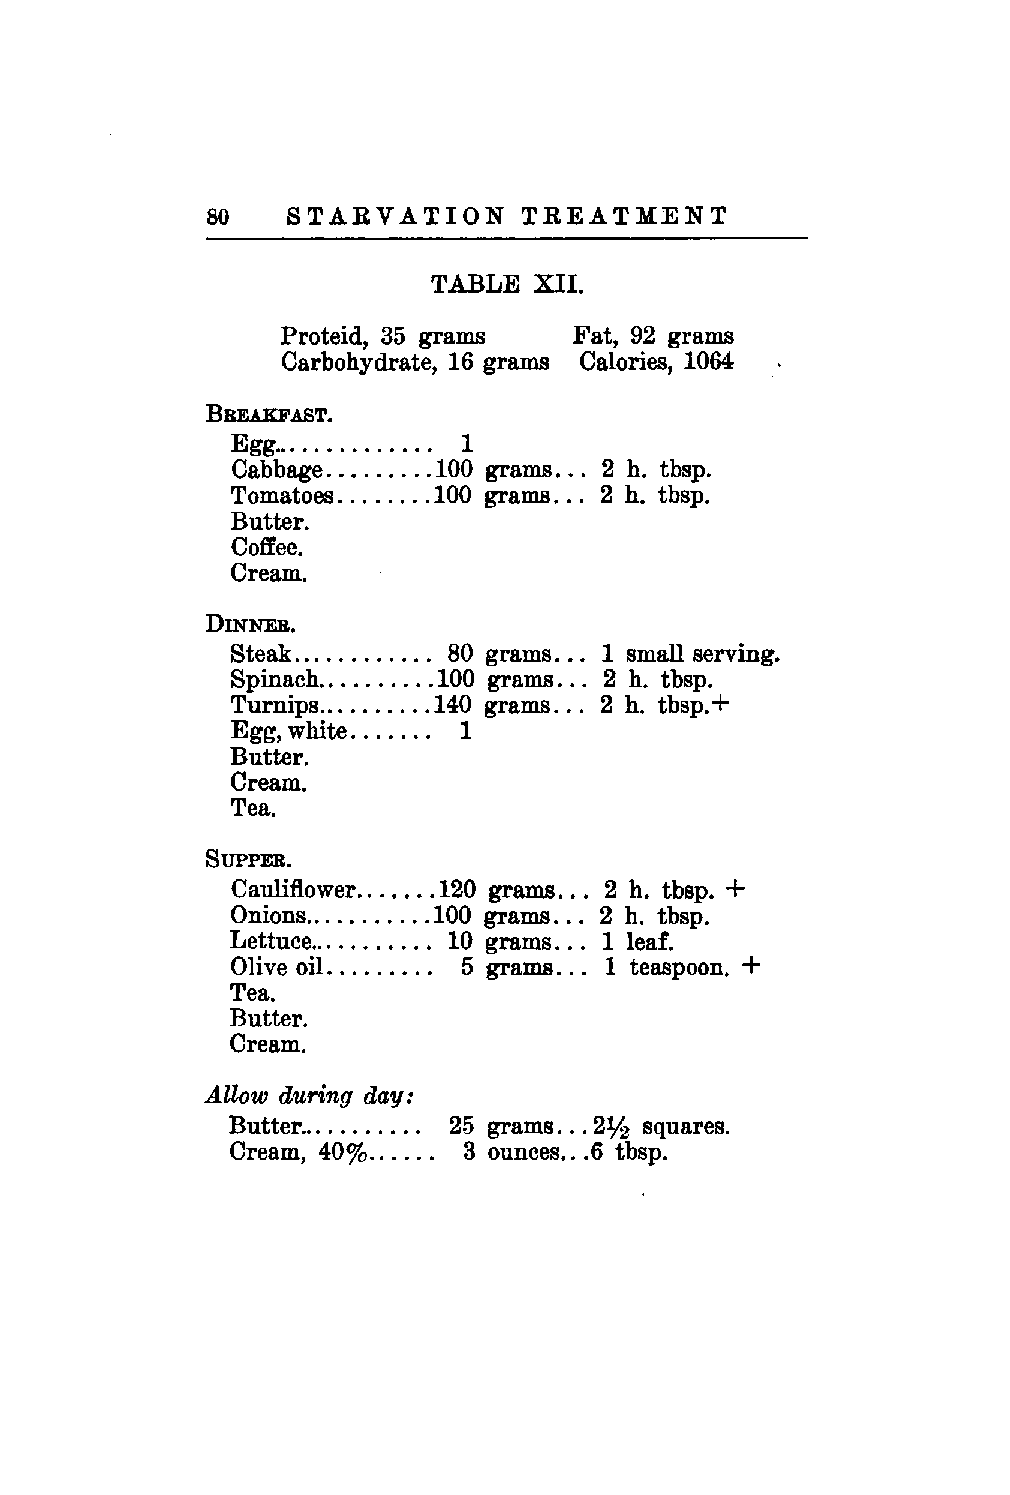 80 STARVATION TREATMENT
TABLE XII.
Proteid, 35 grams Fat, 92 grams
Carbohydrate, 16 grams Calories, 1064
BREAKFAST.
Egg.............. 1
Cabbage.........100 grams... 2 h. tbsp.
Tomatoes........100 grams... 2 h. tbsp.
Butter.
Coffee.
Cream.
DINNER.
Steak............. 80 grams... 1 small serving.
Spinach..........100 grams... 2 h. tbsp.
Turnips..........140 grams... 2 h. tbsp.+
Egg, white....... 1
Butter.
Cream.
Tea.
SUPPER.
Cauliflower.......120 grams... 2 h. tbsp. +
Onions...........100 grams... 2 h. tbsp.
Lettuce........... 10 grams... 1 leaf.
Olive oil......... 5 grams... 1 teaspoon. +
Tea.
Butter.
Cream.
Allow during day:
Butter........... 25 grams...2½ squares.
Cream, 40%...... 3 ounces...6 tbsp.